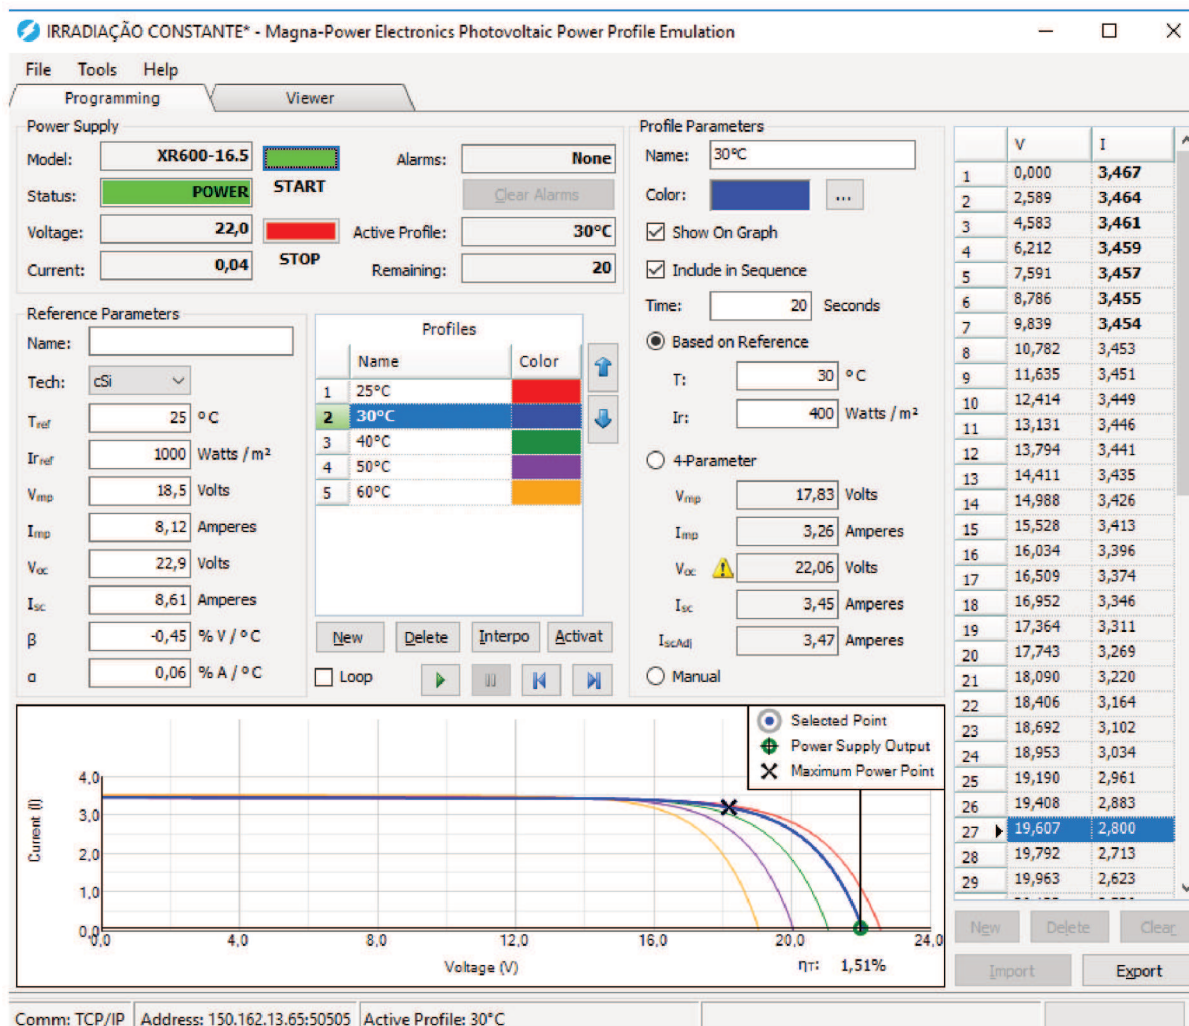 IRRADIAÇÃO CONSTANTE* - Magna-Power Electronics Photovoltaic Power Profile Emulation
File Tools Help
Programming Viewer
Power Supply
Model: XR600-16.5
START
Alarms: None
Status: POWER
Clear Alarms
Voltage: 22,0
STOP
Active Profile: 30°C
Current: 0,04
Remaining: 20
Reference Parameters
Name:
Tech: cSi
Tref 25 °C
Irref 1000 Watts / m²
Vmp 18,5 Volts
Imp 8,12 Amperes
Voc 22,9 Volts
Isc 8,61 Amperes
β -0,45 % V / °C
α 0,06 % A / °C
Profiles
Name Color
1 25°C
2 30°C
3 40°C
4 50°C
5 60°C
New Delete Interpo Activat
Loop
Profile Parameters
Name: 30°C
Color: ...
Show On Graph
Include in Sequence
Time: 20 Seconds
Based on Reference
T: 30 °C
Ir: 400 Watts / m²
4-Parameter
Vmp 17,83 Volts
Imp 3,26 Amperes
Voc 22,06 Volts
Isc 3,45 Amperes
IscAdj 3,47 Amperes
Manual
V I
1 0,000 3,467
2 2,589 3,464
3 4,583 3,461
4 6,212 3,459
5 7,591 3,457
6 8,786 3,455
7 9,839 3,454
8 10,782 3,453
9 11,635 3,451
10 12,414 3,449
11 13,131 3,446
12 13,794 3,441
13 14,411 3,435
14 14,988 3,426
15 15,528 3,413
16 16,034 3,396
17 16,509 3,374
18 16,952 3,346
19 17,364 3,311
20 17,743 3,269
21 18,090 3,220
22 18,406 3,164
23 18,692 3,102
24 18,953 3,034
25 19,190 2,961
26 19,408 2,883
27 19,607 2,800
28 19,792 2,713
29 19,963 2,623
New Delete Clear
Import Export
Selected Point
Power Supply Output
Maximum Power Point
Current (I)
4,0
3,0
2,0
1,0
0,0
0,0 4,0 8,0 12,0 16,0 20,0 24,0
Voltage (V)
ηT: 1,51%
Comm: TCP/IP Address: 150.162.13.65:50505 Active Profile: 30°C